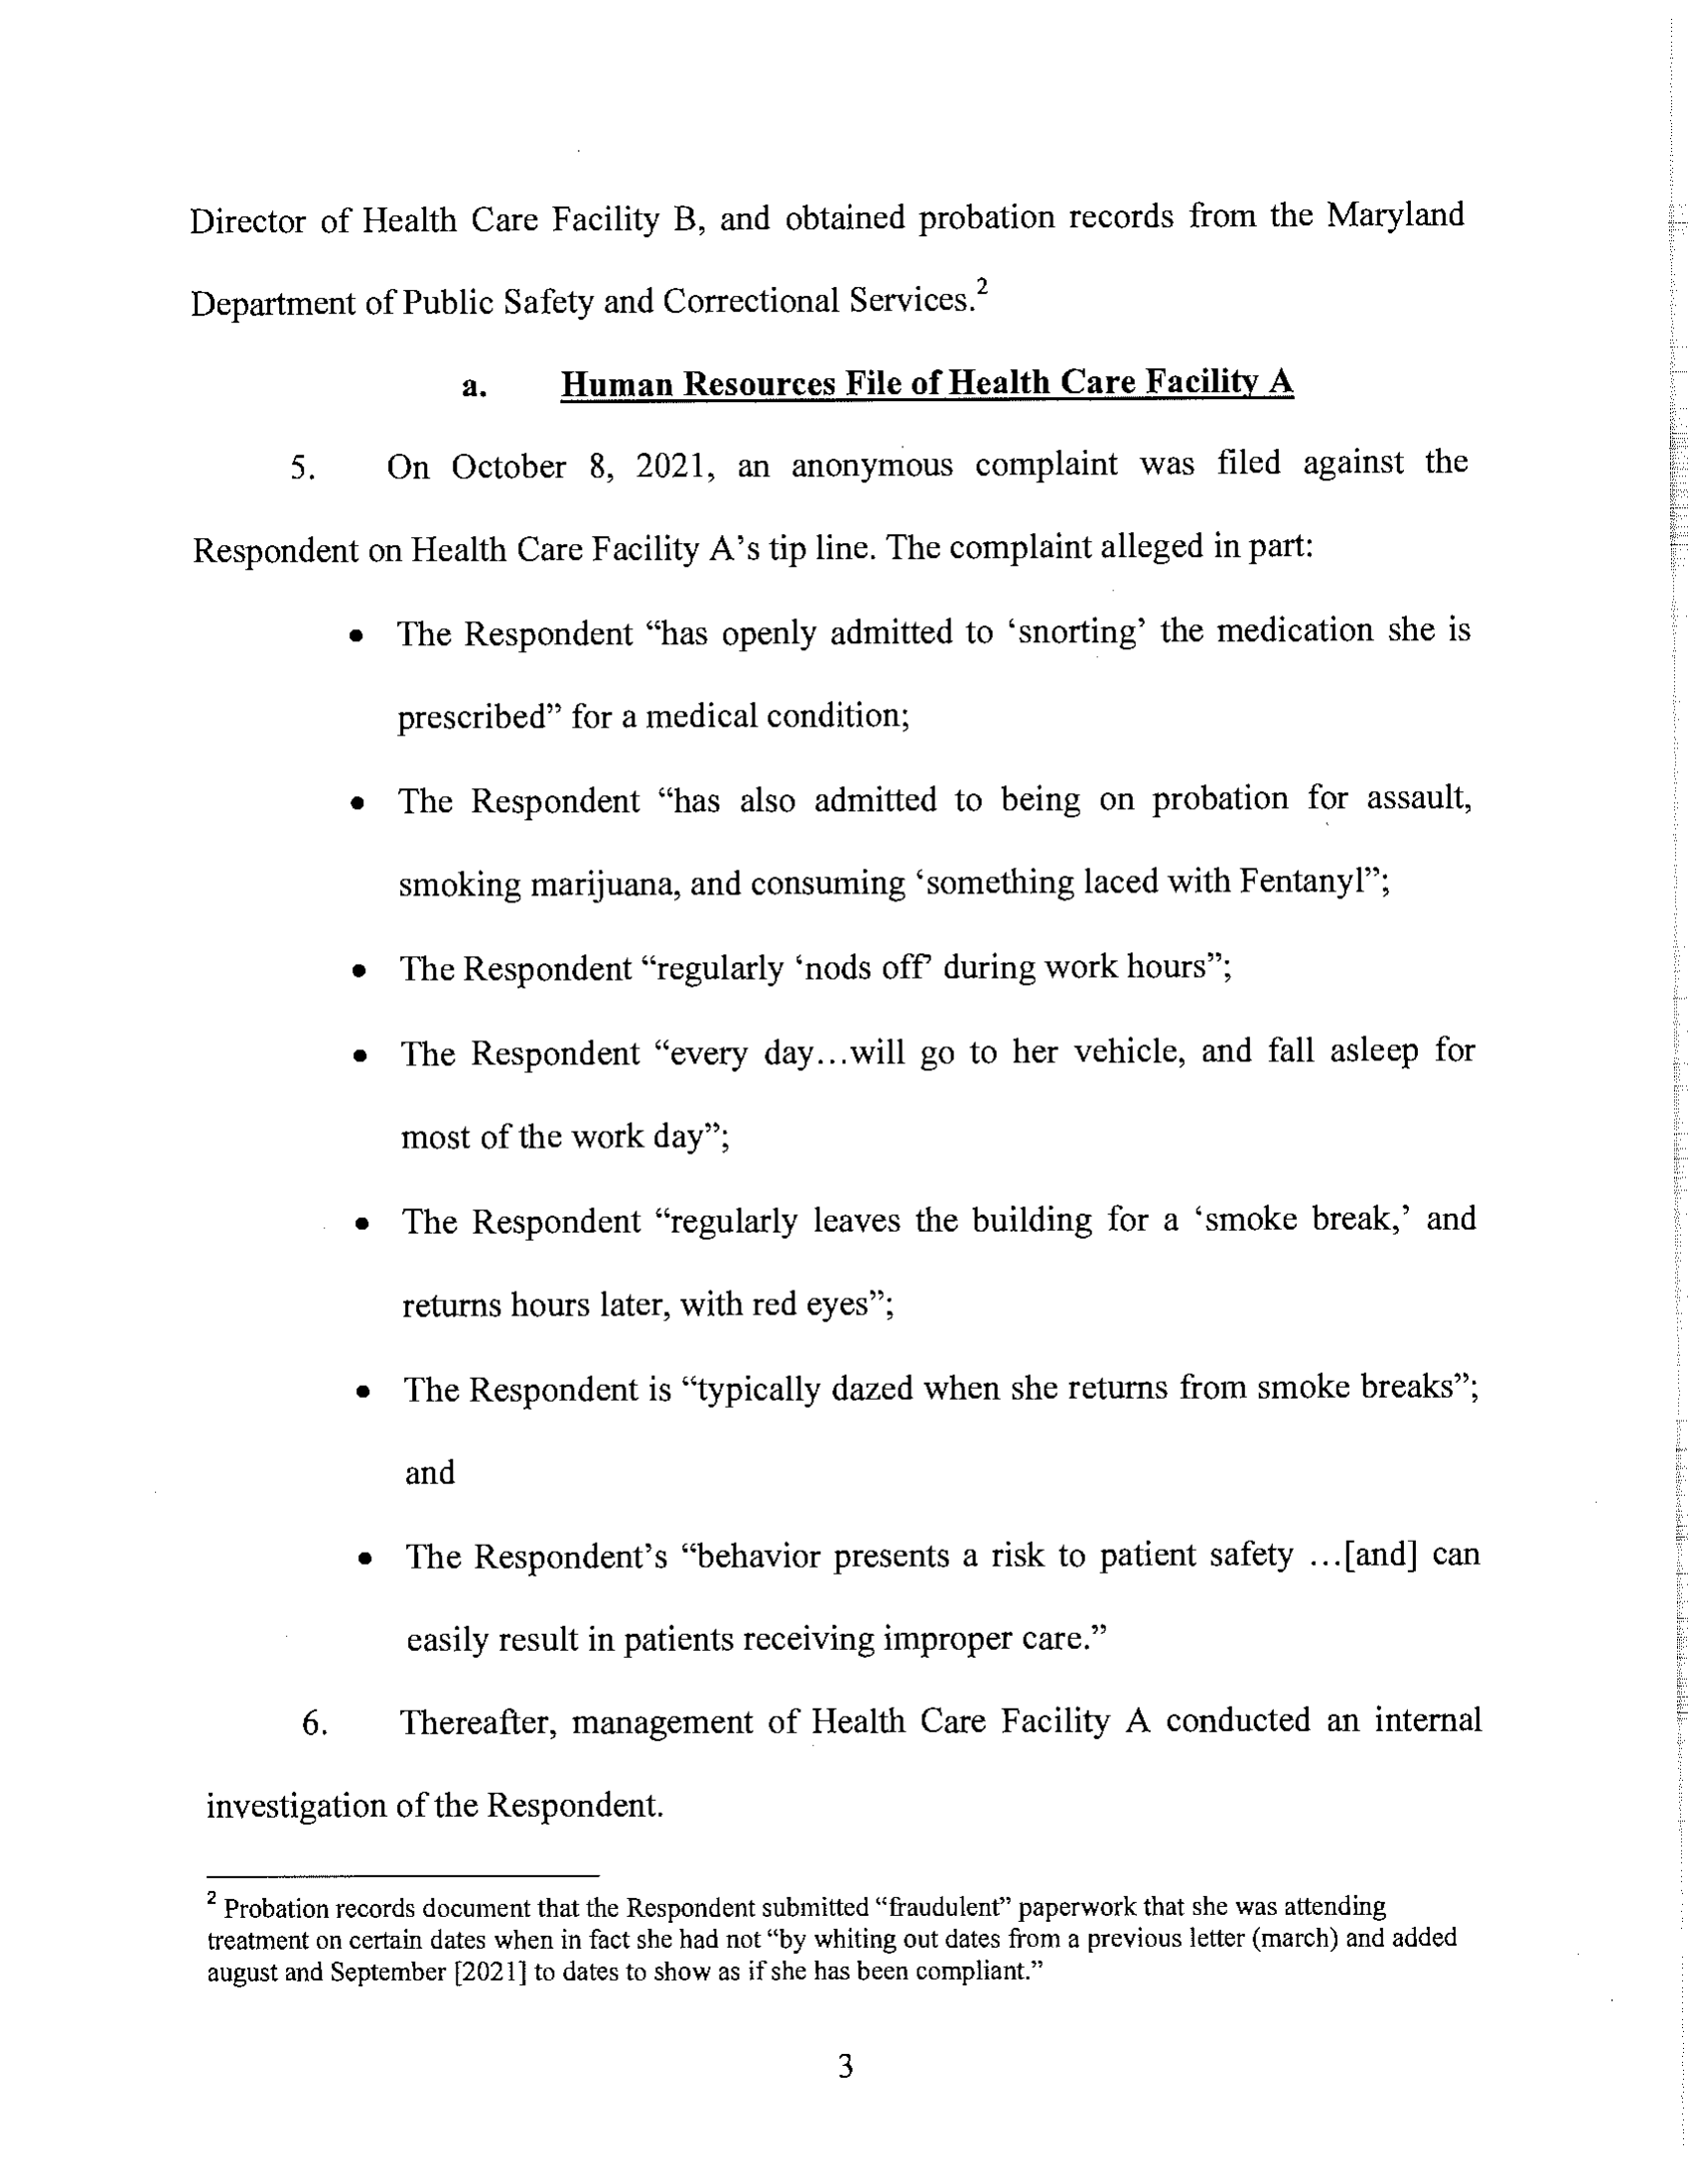 Director of Health Care Facility B, and obtained probation records from the Maryland
Department of Public Safety and Correctional Services.2
a. Human Resources File of Health Care Facility A
5. On October 8, 2021, an anonymous complaint was filed against the
Respondent on Health Care Facility A’s tip line. The complaint alleged in part:
• The Respondent “has openly admitted to ‘snorting’ the medication she is
prescribed” for a medical condition;
• The Respondent “has also admitted to being on probation for assault,
smoking marijuana, and consuming ‘something laced with Fentanyl”;
• The Respondent “regularly ‘nods off’ during work hours”;
• The Respondent “every day...will go to her vehicle, and fall asleep for
most of the work day”;
• The Respondent “regularly leaves the building for a ‘smoke break,’ and
returns hours later, with red eyes”;
• The Respondent is “typically dazed when she returns from smoke breaks”;
and
• The Respondent’s “behavior presents a risk to patient safety ...[and] can
easily result in patients receiving improper care.”
6. Thereafter, management of Health Care Facility A conducted an internal
investigation of the Respondent.
2 Probation records document that the Respondent submitted “fraudulent” paperwork that she was attending
treatment on certain dates when in fact she had not “by whiting out dates from a previous letter (march) and added
august and September [2021] to dates to show as if she has been compliant.”
3